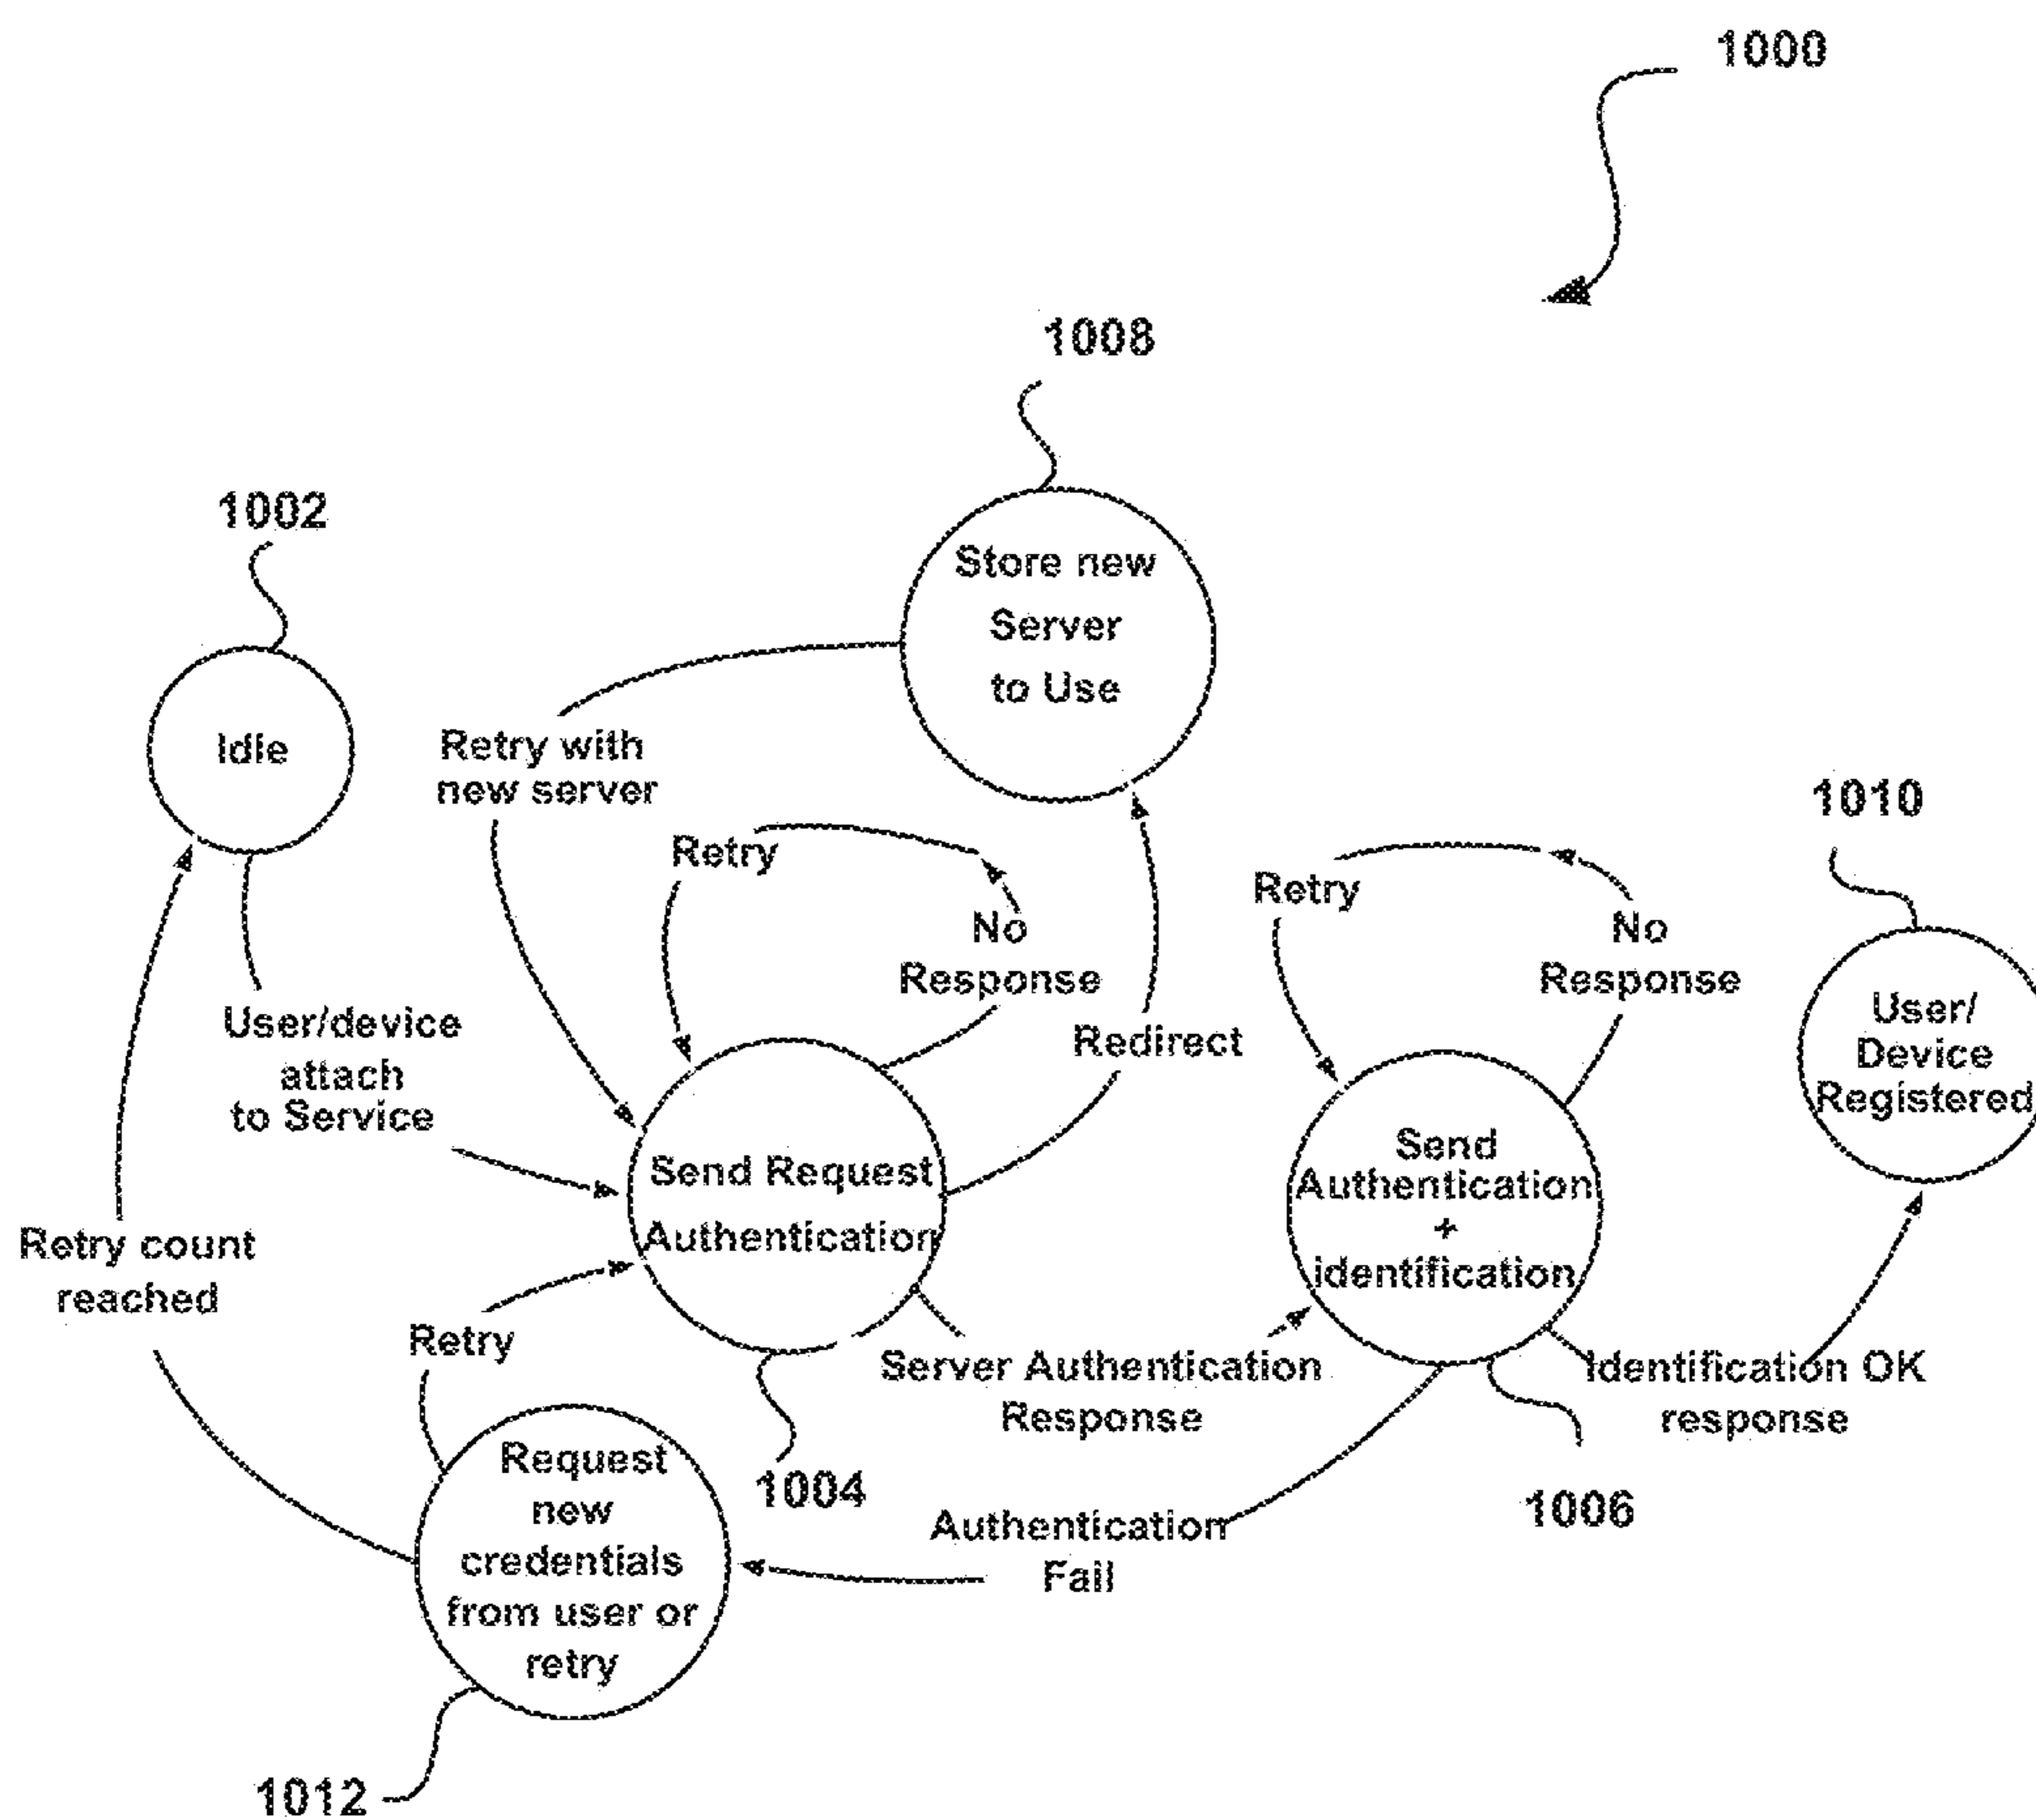 1000
1008
Store new
Server
to Use
1002
Idle
Retry with
new server
Retry
No
Response
Redirect
Retry
No
Response
1010
User/
Device
Registered
User/device
attach
to Service
Send Request
Authentication
Send
Authentication
+
identification
Retry count
reached
Retry
Server Authentication
Response
Identification OK
response
1004
1006
Authentication
Fail
Request
new
credentials
from user or
retry
1012